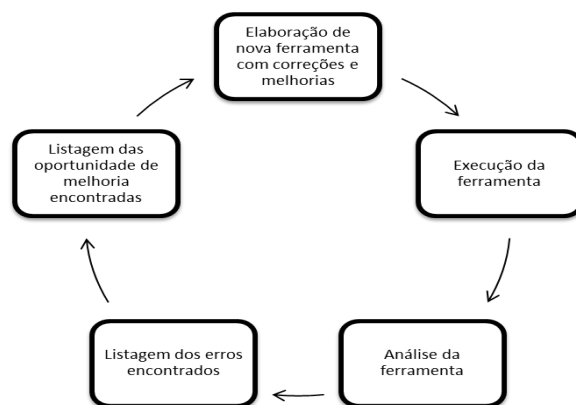 Elaboração de
nova ferramenta
com correções e
melhorias
Execução da
ferramenta
Análise da
ferramenta
Listagem dos erros
encontrados
Listagem das
oportunidade de
melhoria
encontradas